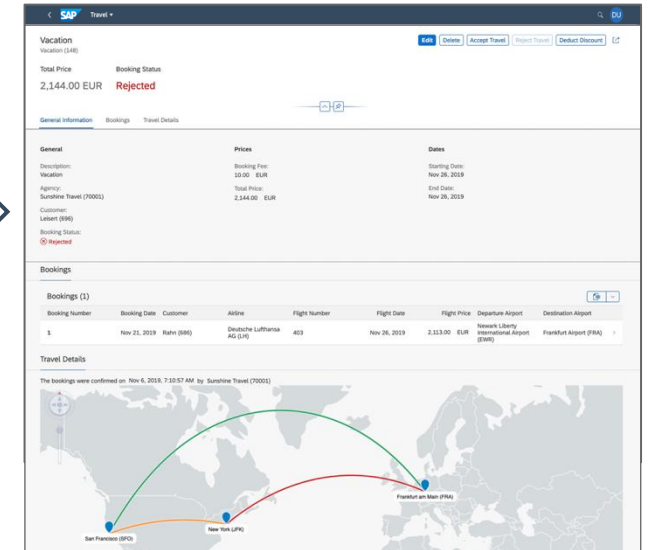 SAP Travel DU
Vacation
Vacation (148)
Edit Delete Accept Travel Reject Travel Deduct Discount
Total Price Booking Status
2,144.00 EUR Rejected
General Information Bookings Travel Details
General Prices Dates
Description: Booking Fee: Starting Date:
Vacation 10.00 EUR Nov 26, 2019
Agency: Total Price: End Date:
Sunshine Travel (70001) 2,144.00 EUR Nov 26, 2019
Customer:
Leisert (696)
Booking Status:
Rejected
Bookings
Bookings (1)
Booking Number Booking Date Customer Airline Flight Number Flight Date Flight Price Departure Airport Destination Airport
1 Nov 21, 2019 Rahn (686) Deutsche Lufthansa AG (LH) 403 Nov 26, 2019 2,113.00 EUR Newark Liberty International Airport (EWR) Frankfurt Airport (FRA)
Travel Details
The bookings were confirmed on Nov 6, 2019, 7:10:57 AM by Sunshine Travel (70001)
Frankfurt am Main (FRA)
New York (JFK)
San Francisco (SFO)